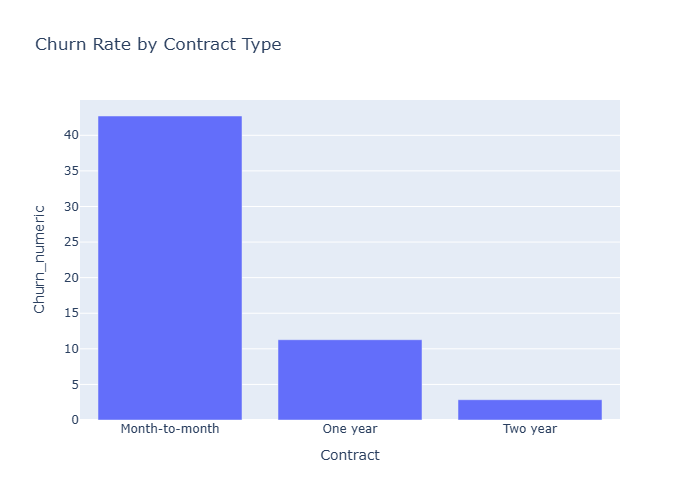 Churn Rate by Contract Type
Churn_numeric
40
35
30
25
20
15
10
5
0
Month-to-month
One year
Two year
Contract